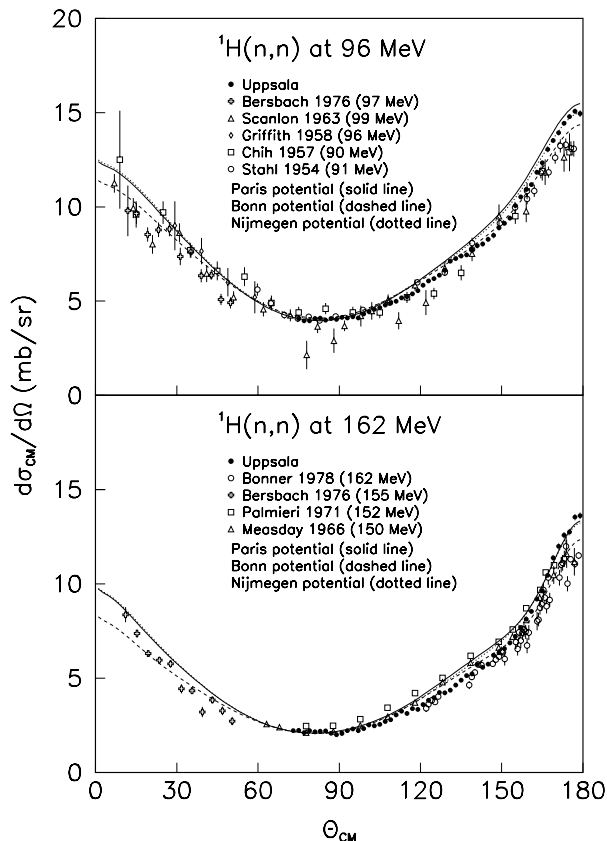 20
15
10
5
0
¹H(n,n) at 96 MeV
Uppsala
Bersbach 1976 (97 MeV)
Scanlon 1963 (99 MeV)
Griffith 1958 (96 MeV)
Chih 1957 (90 MeV)
Stahl 1954 (91 MeV)
Paris potential (solid line)
Bonn potential (dashed line)
Nijmegen potential (dotted line)
dσCM/dΩ (mb/sr)
15
10
5
0
¹H(n,n) at 162 MeV
Uppsala
Bonner 1978 (162 MeV)
Bersbach 1976 (155 MeV)
Palmieri 1971 (152 MeV)
Measday 1966 (150 MeV)
Paris potential (solid line)
Bonn potential (dashed line)
Nijmegen potential (dotted line)
0 30 60 90 120 150 180
ΘCM